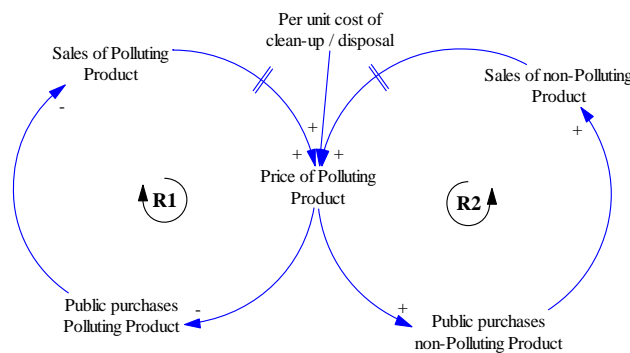 Per unit cost of
clean-up / disposal
Sales of Polluting
Product
Sales of non-Polluting
Product
-
+
+
+
+
Price of Polluting
Product
R1
R2
-
+
Public purchases
Polluting Product
Public purchases
non-Polluting Product